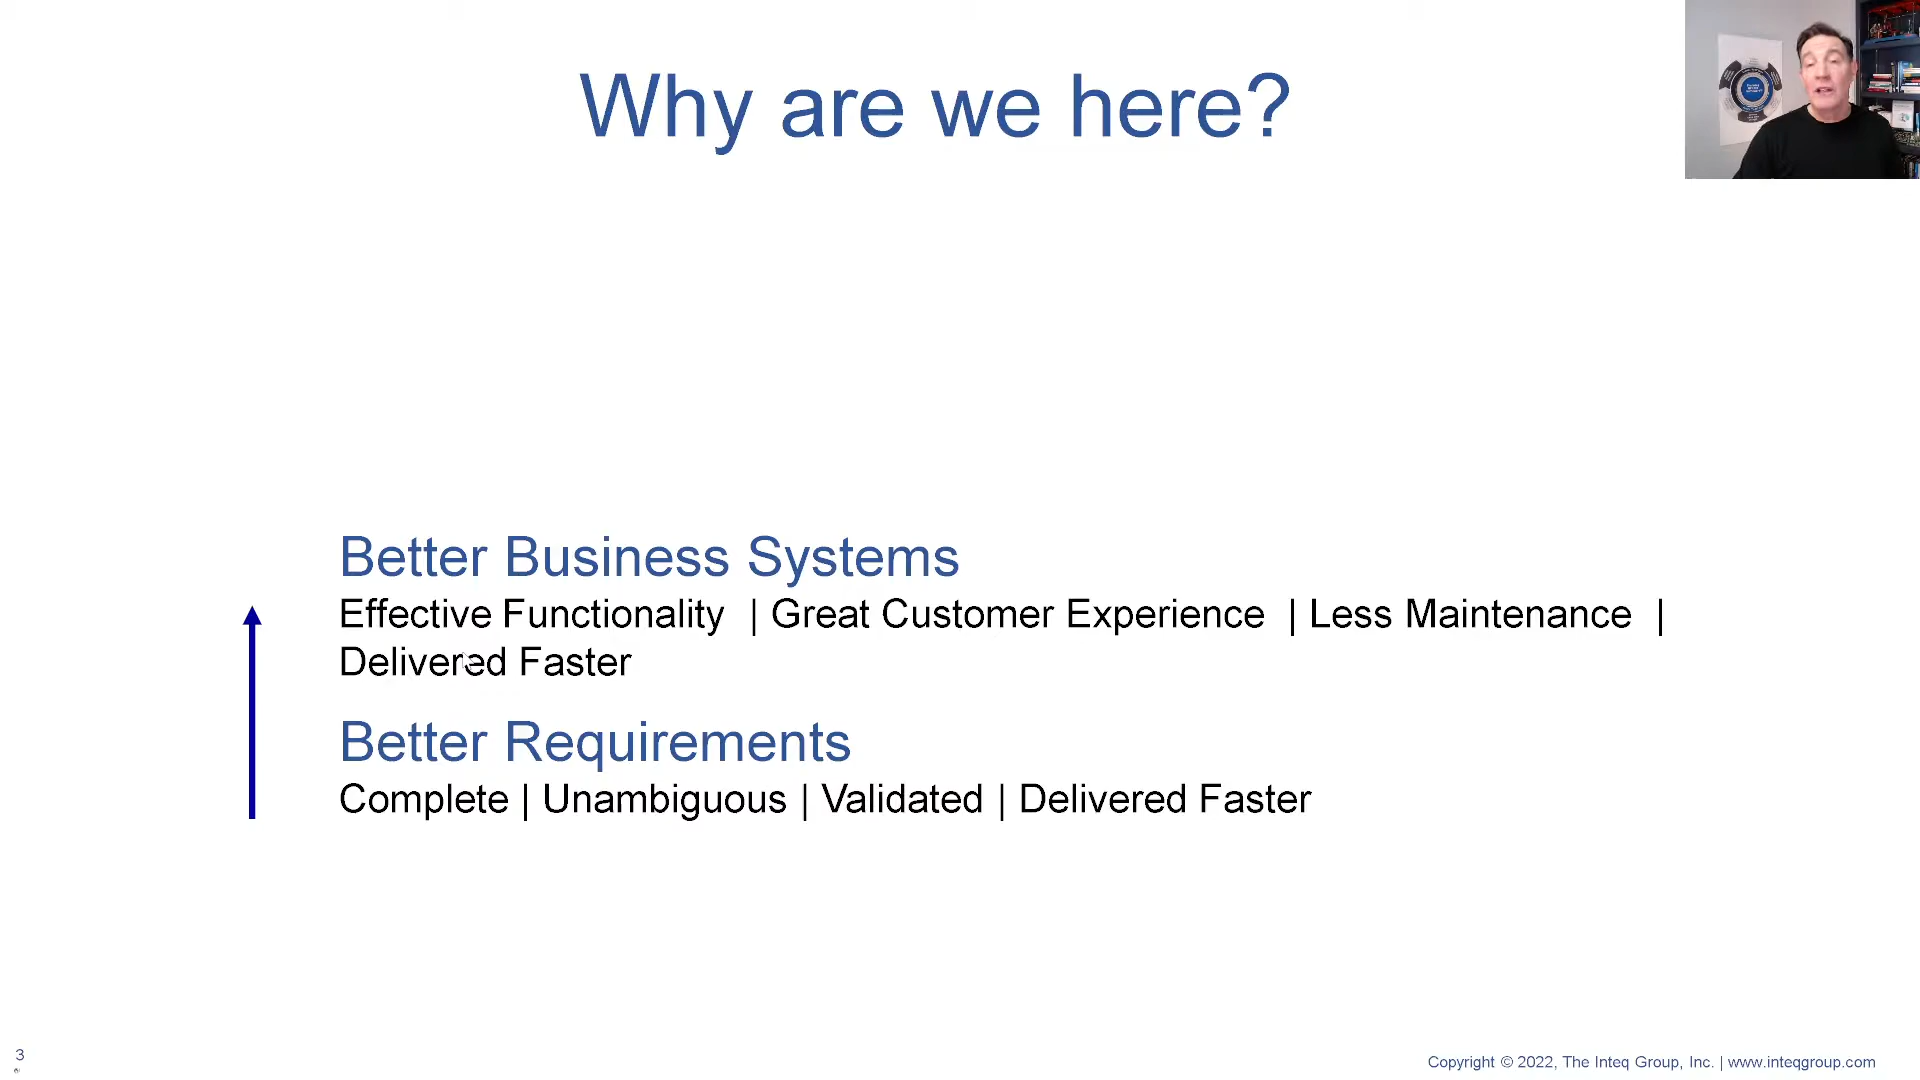 Why are we here?
Better Business Systems
Effective Functionality | Great Customer Experience | Less Maintenance |
Delivered Faster
Better Requirements
Complete | Unambiguous | Validated | Delivered Faster
3
Copyright © 2022, The Inteq Group, Inc. | www.inteqgroup.com